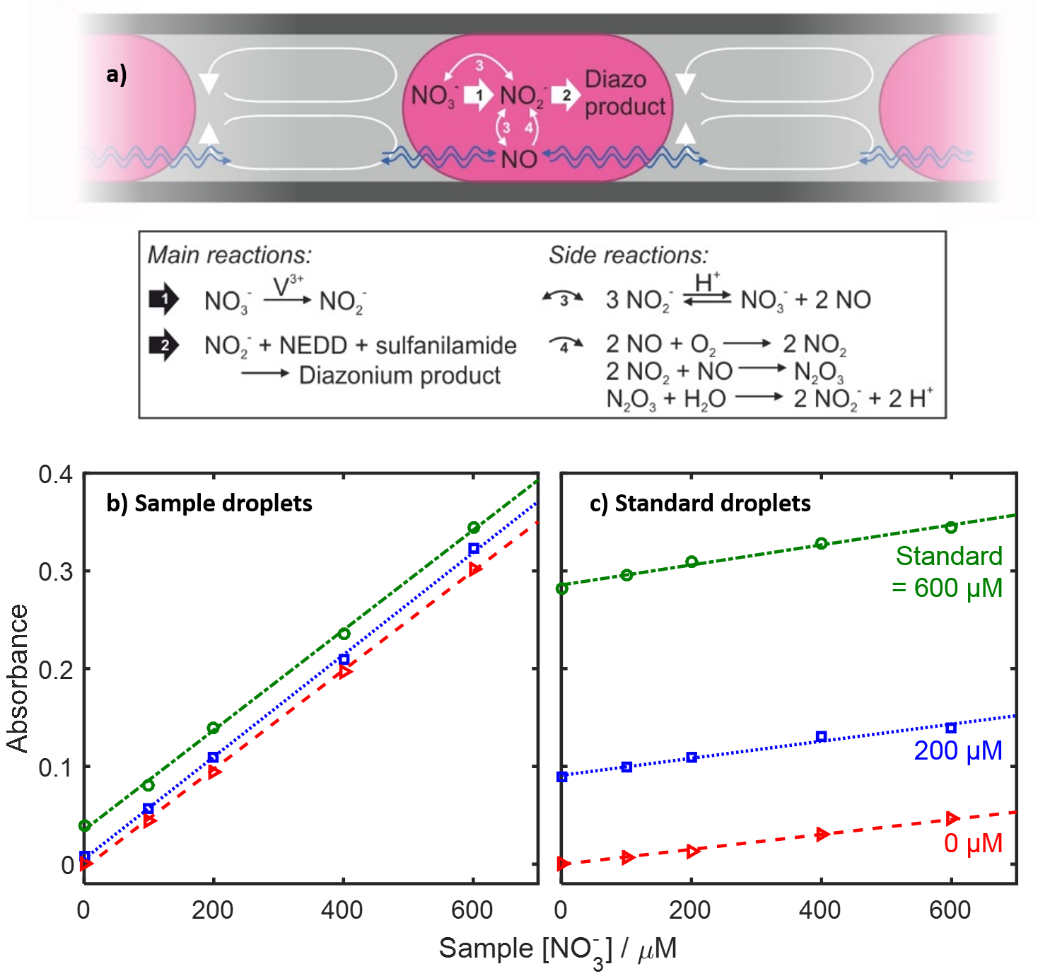 a)
3
NO₃⁻ 1 NO₂⁻ 2 Diazo
product
3 4
NO
Main reactions:
1 NO₃⁻ V³⁺ → NO₂⁻
2 NO₂⁻ + NEDD + sulfanilamide
→ Diazonium product
Side reactions:
3 3 NO₂⁻ H⁺ ⇌ NO₃⁻ + 2 NO
4 2 NO + O₂ → 2 NO₂
2 NO₂ + NO → N₂O₃
N₂O₃ + H₂O → 2 NO₂⁻ + 2 H⁺
b) Sample droplets
c) Standard droplets
Standard
= 600 µM
200 µM
0 µM
Absorbance
0.4
0.3
0.2
0.1
0
0 200 400 600
0 200 400 600
Sample [NO₃⁻] / µM